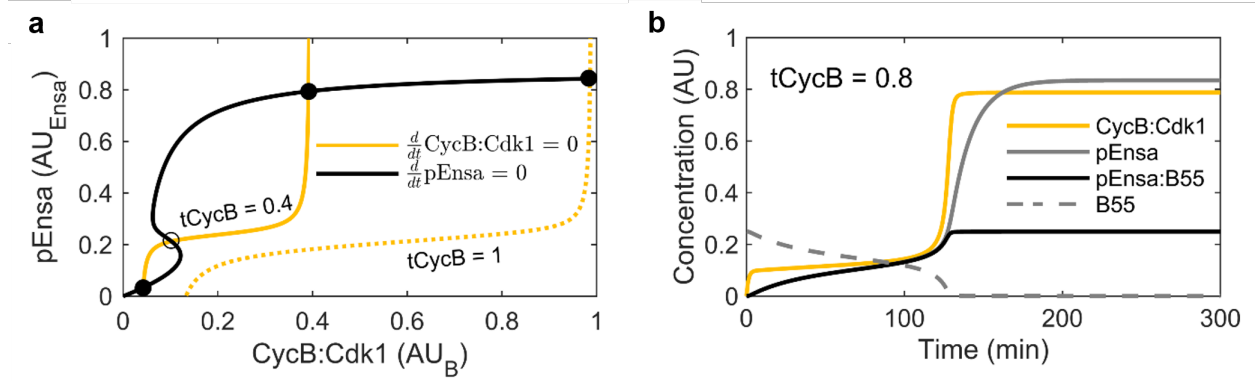 a
pEnsa (AU_Ensa)
1
0.8
0.6
0.4
0.2
0
d/dt CycB:Cdk1 = 0
d/dt pEnsa = 0
tCycB = 0.4
tCycB = 1
0 0.2 0.4 0.6 0.8 1
CycB:Cdk1 (AU_B)
b
Concentration (AU)
1
0.8
0.6
0.4
0.2
0
tCycB = 0.8
CycB:Cdk1
pEnsa
pEnsa:B55
B55
0 100 200 300
Time (min)